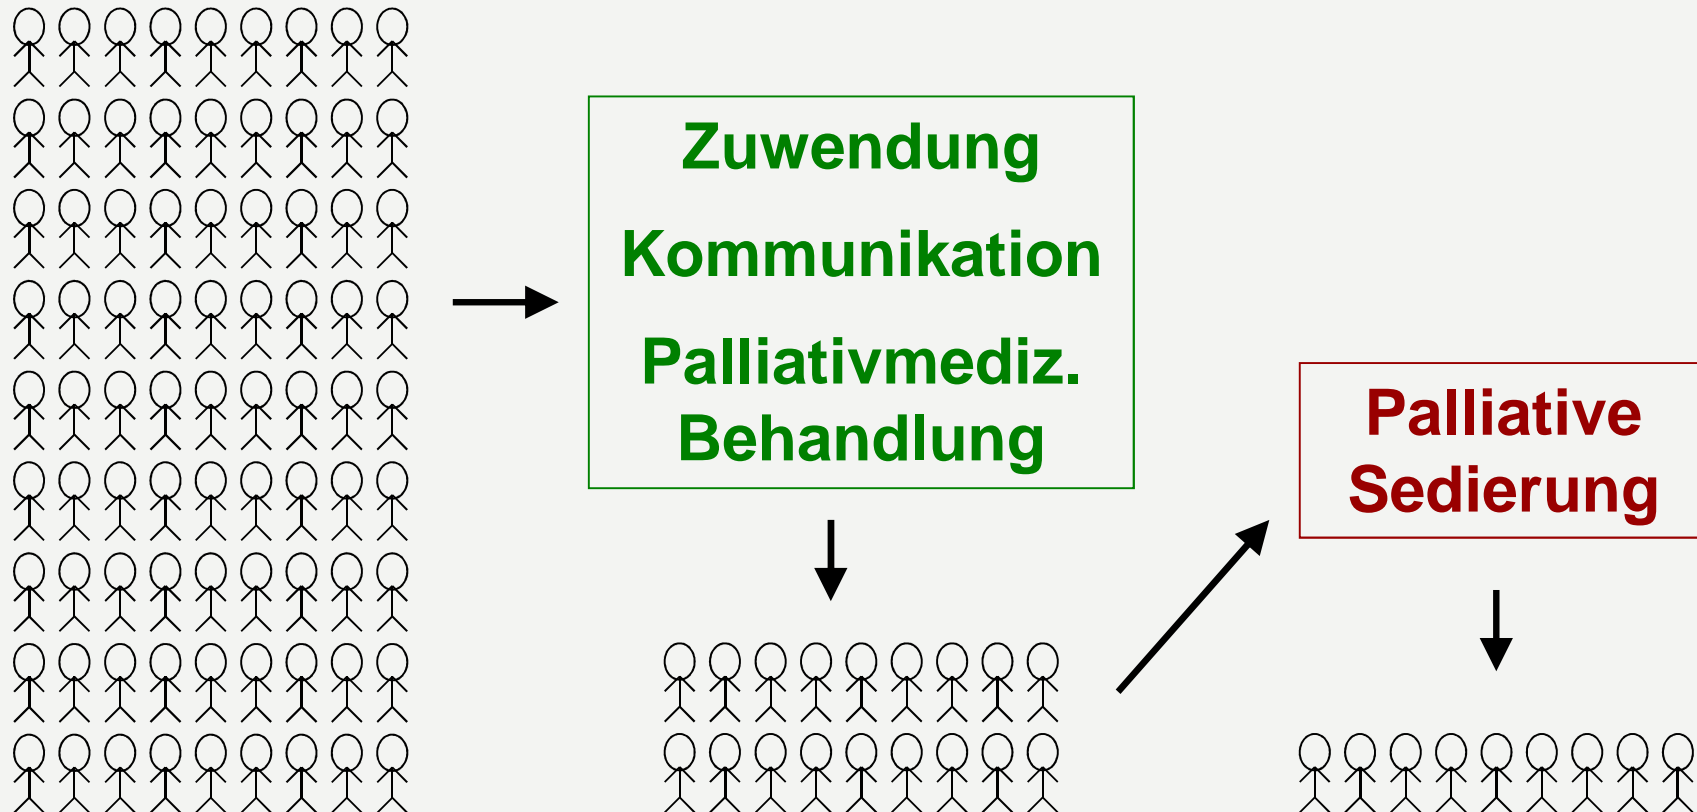 Zuwendung
Kommunikation
Palliativmediz.
Behandlung
Palliative
Sedierung